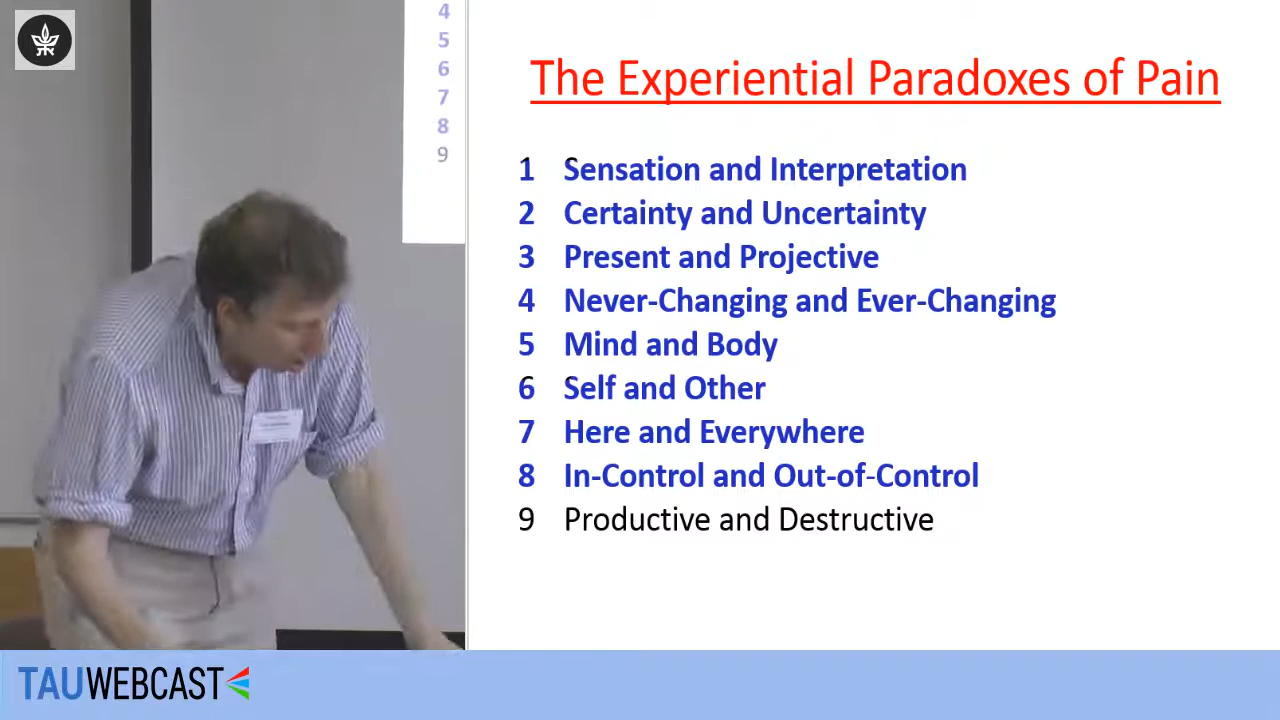 4
5
6
7
8
9
The Experiential Paradoxes of Pain
1 Sensation and Interpretation
2 Certainty and Uncertainty
3 Present and Projective
4 Never-Changing and Ever-Changing
5 Mind and Body
6 Self and Other
7 Here and Everywhere
8 In-Control and Out-of-Control
9 Productive and Destructive
TAUWEBCAST